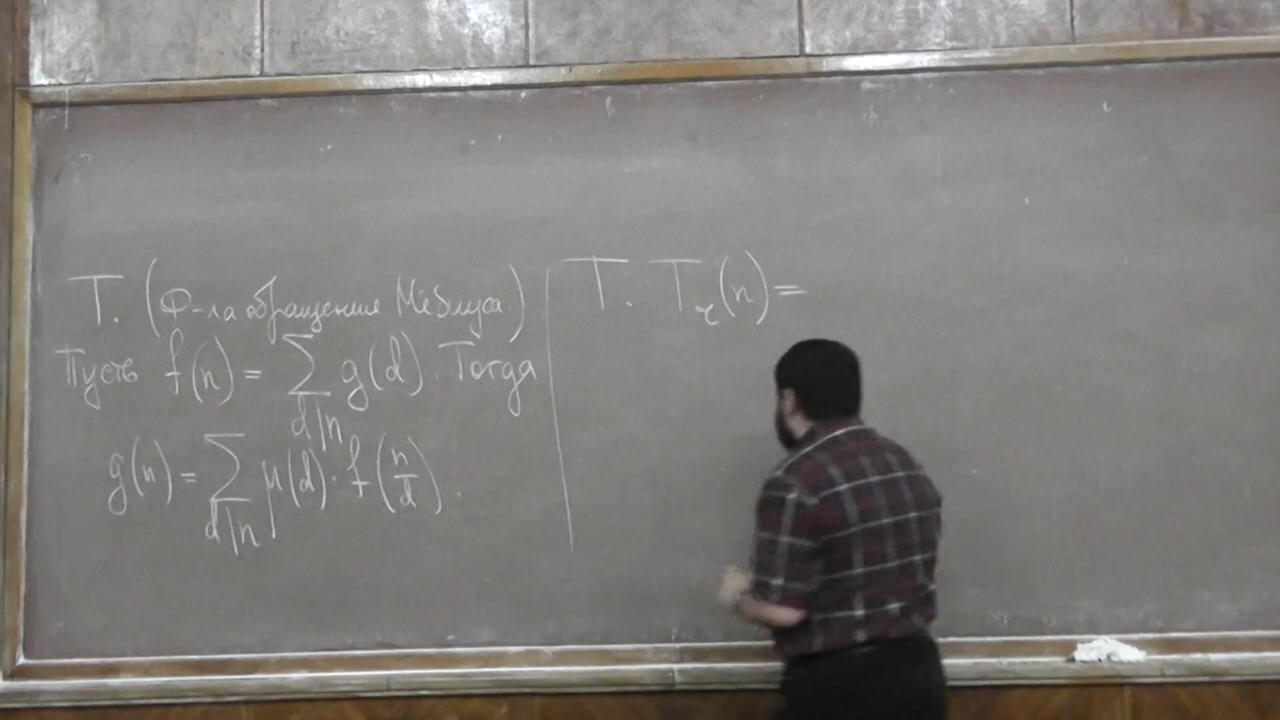 Т. (Ф-ла обращения Мёбиуса)
Пусть f(n) = ∑ g(d). Тогда
d|n
g(n) = ∑ μ(d)·f(n/d).
d|n
Т. T_r(n) =